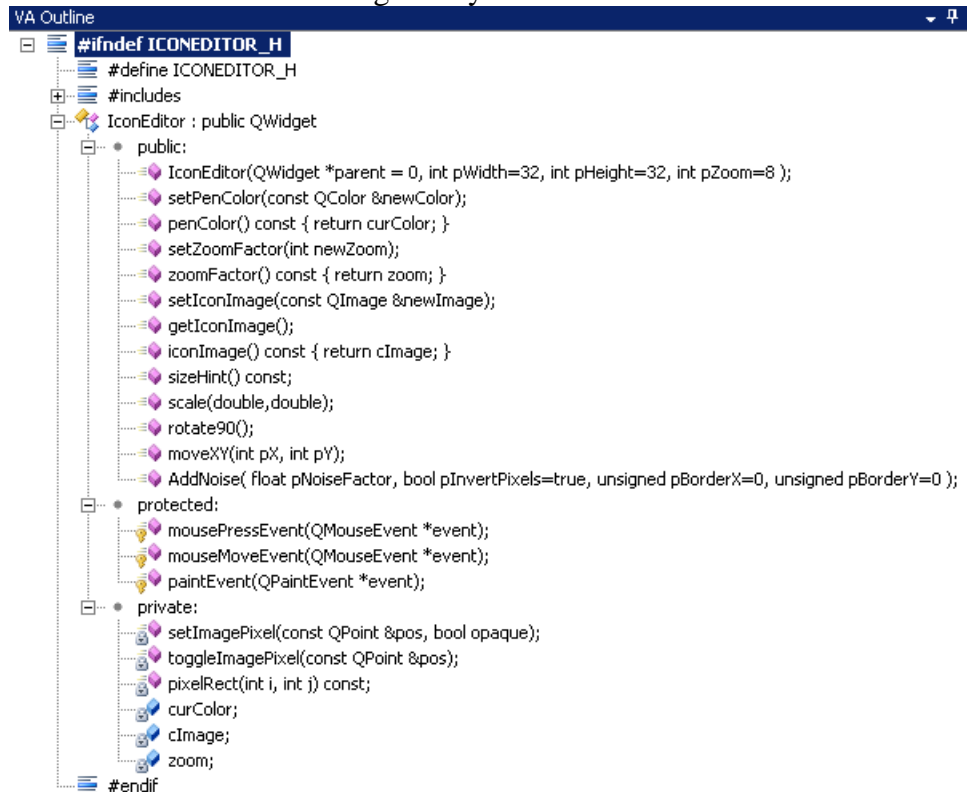 VA Outline
#ifndef ICONEDITOR_H
#define ICONEDITOR_H
#includes
IconEditor : public QWidget
public:
IconEditor(QWidget *parent = 0, int pWidth=32, int pHeight=32, int pZoom=8 );
setPenColor(const QColor &newColor);
penColor() const { return curColor; }
setZoomFactor(int newZoom);
zoomFactor() const { return zoom; }
setIconImage(const QImage &newImage);
getIconImage();
iconImage() const { return cImage; }
sizeHint() const;
scale(double,double);
rotate90();
moveXY(int pX, int pY);
AddNoise( float pNoiseFactor, bool pInvertPixels=true, unsigned pBorderX=0, unsigned pBorderY=0 );
protected:
mousePressEvent(QMouseEvent *event);
mouseMoveEvent(QMouseEvent *event);
paintEvent(QPaintEvent *event);
private:
setImagePixel(const QPoint &pos, bool opaque);
toggleImagePixel(const QPoint &pos);
pixelRect(int i, int j) const;
curColor;
cImage;
zoom;
#endif